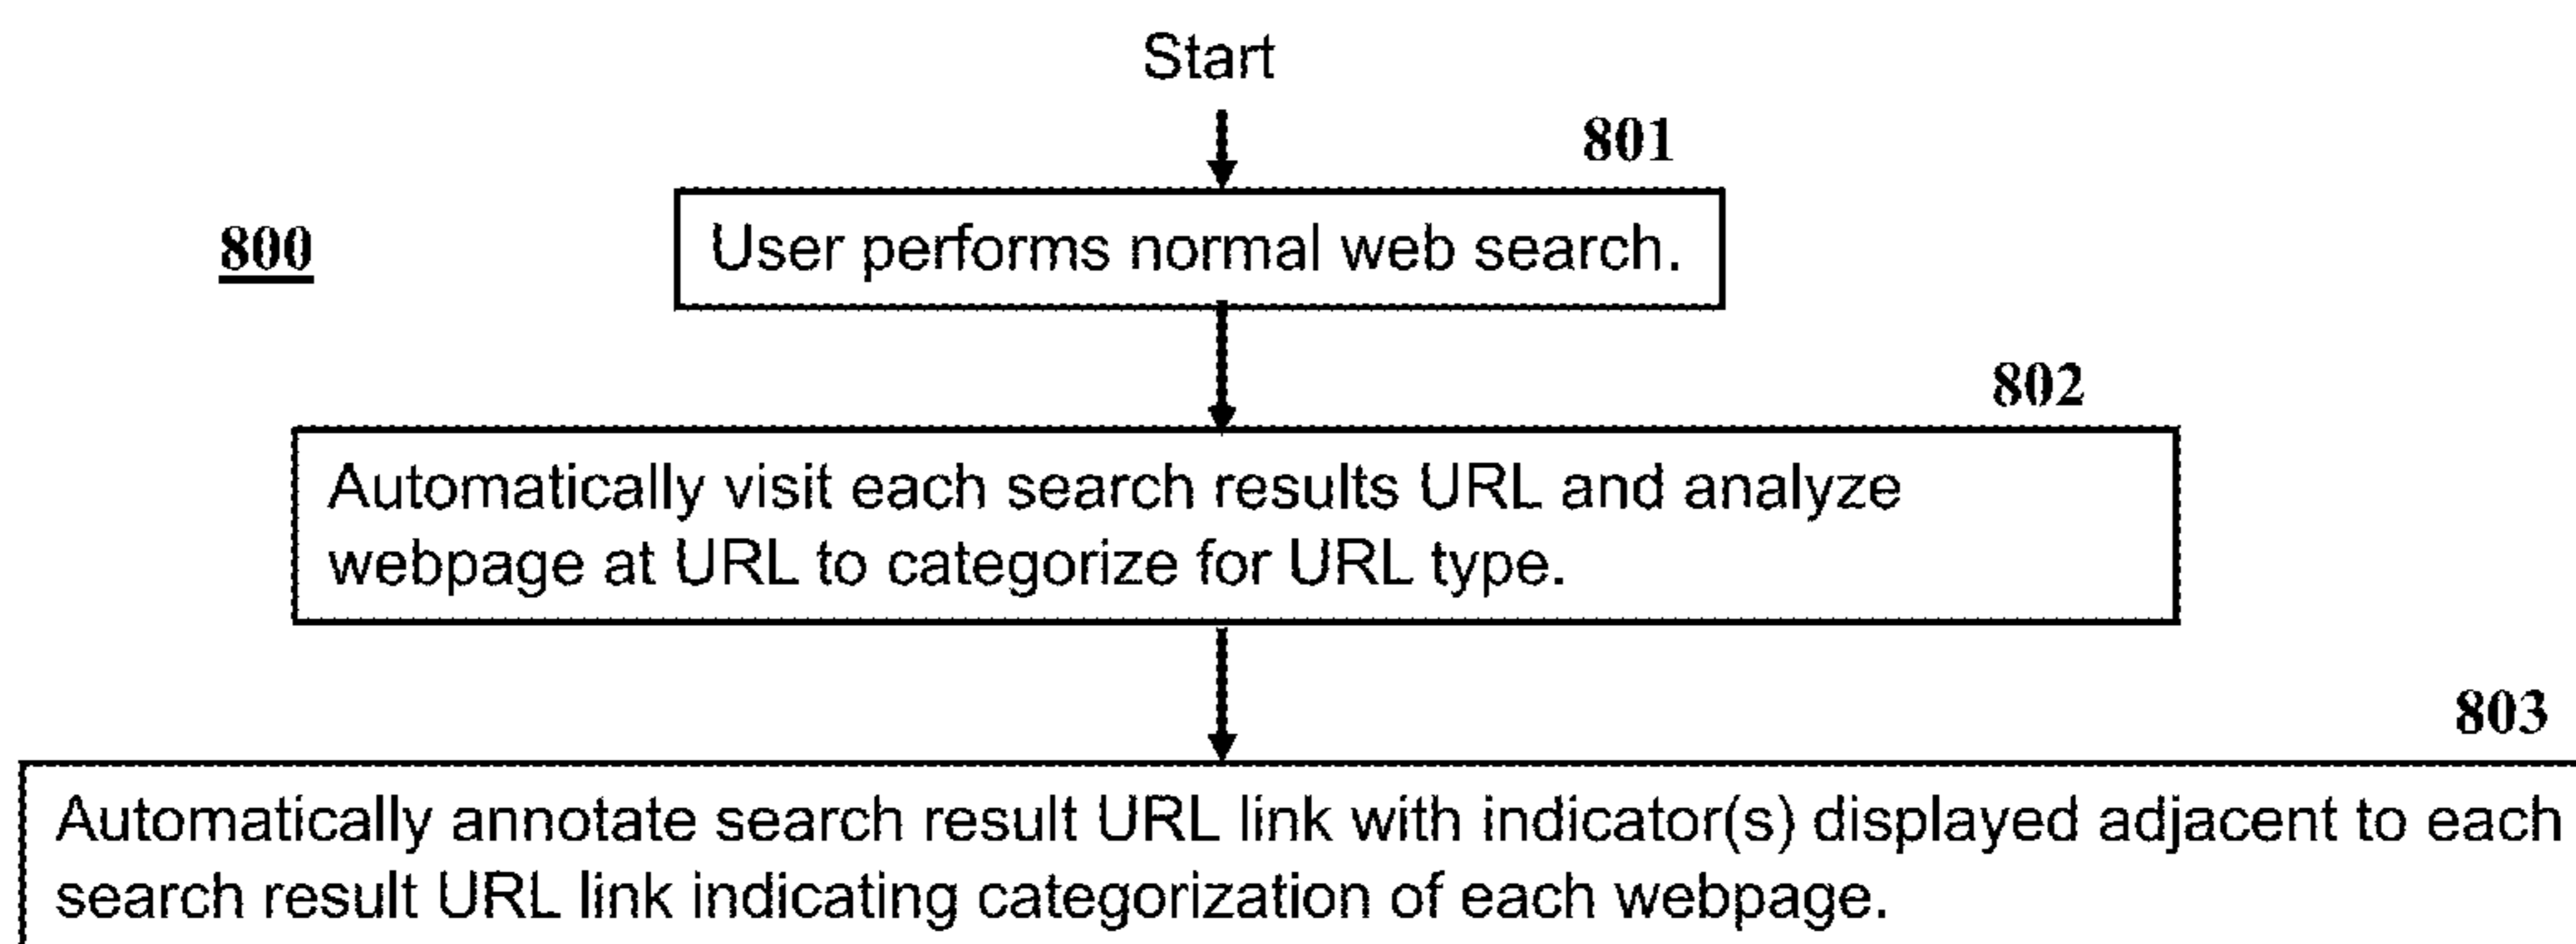 Start
801
800
User performs normal web search.
802
Automatically visit each search results URL and analyze
webpage at URL to categorize for URL type.
803
Automatically annotate search result URL link with indicator(s) displayed adjacent to each
search result URL link indicating categorization of each webpage.